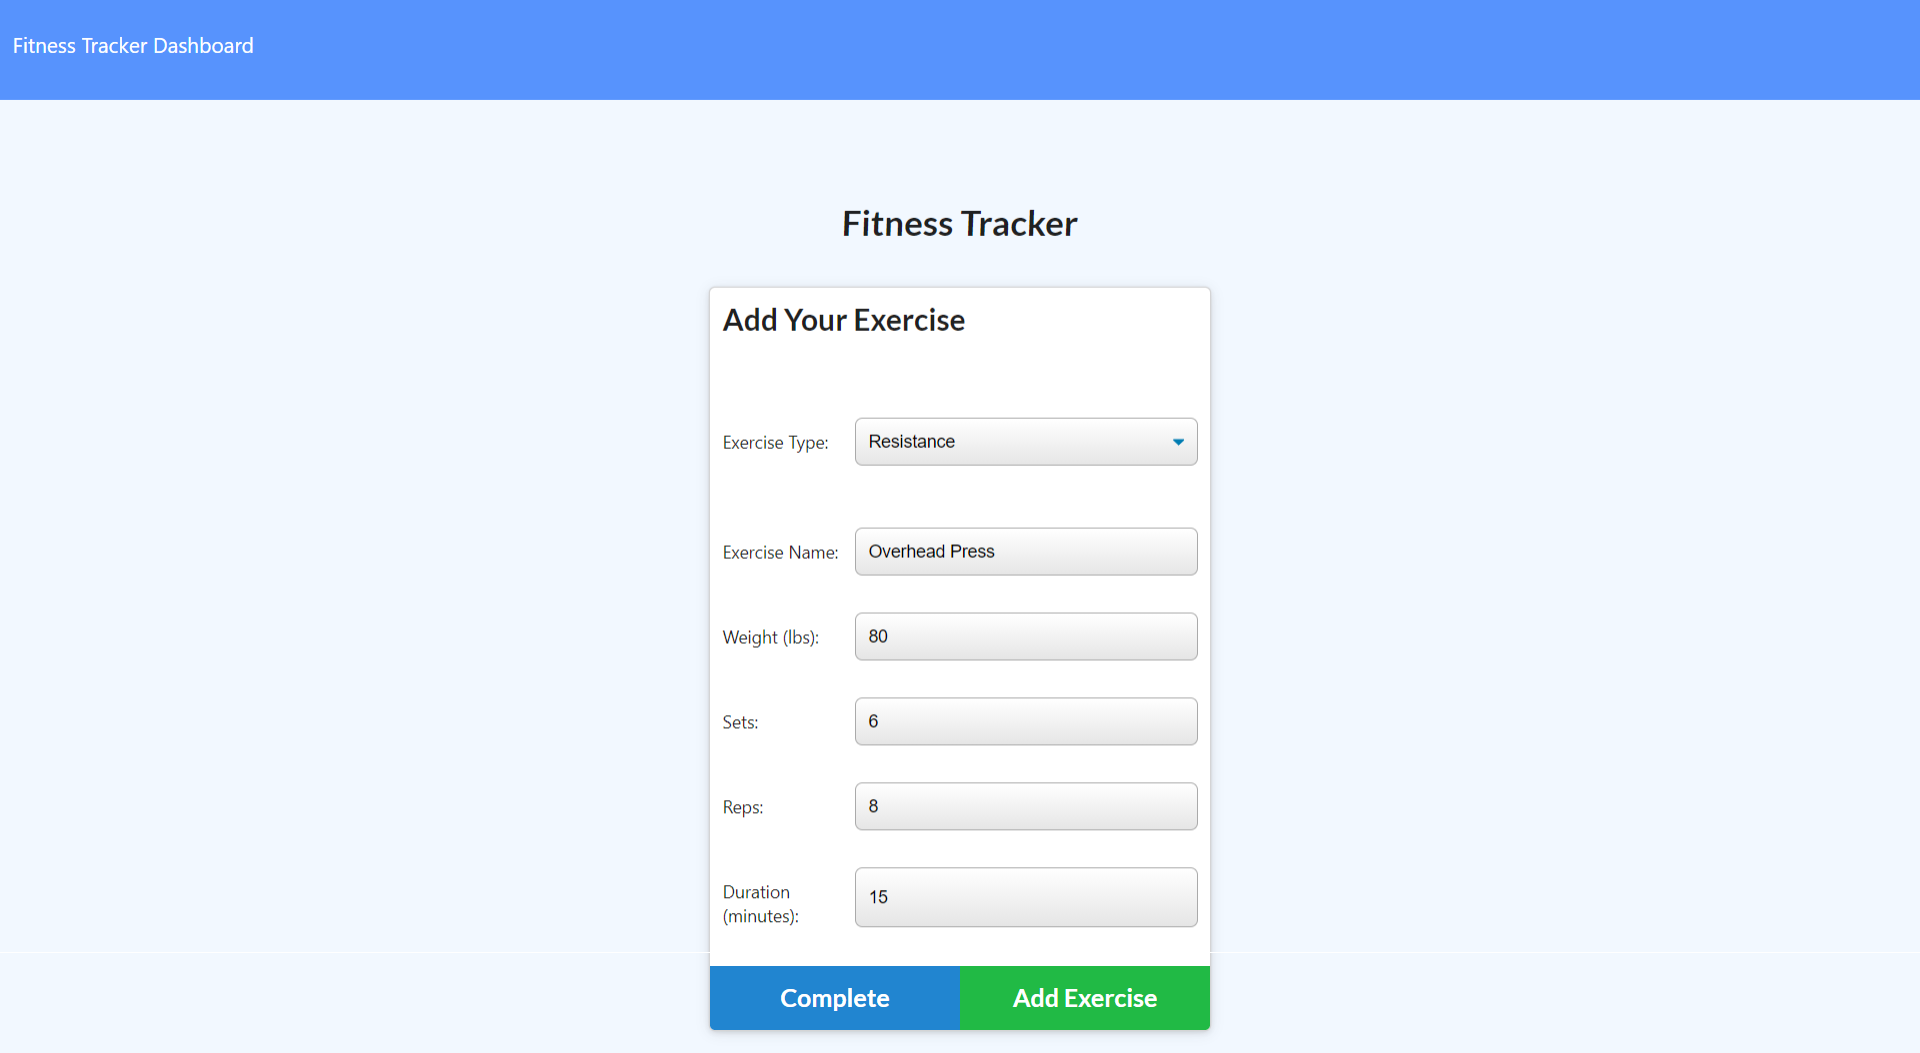 Fitness Tracker Dashboard
Fitness Tracker
Add Your Exercise
Exercise Type: Resistance
Exercise Name: Overhead Press
Weight (lbs): 80
Sets: 6
Reps: 8
Duration (minutes): 15
Complete Add Exercise